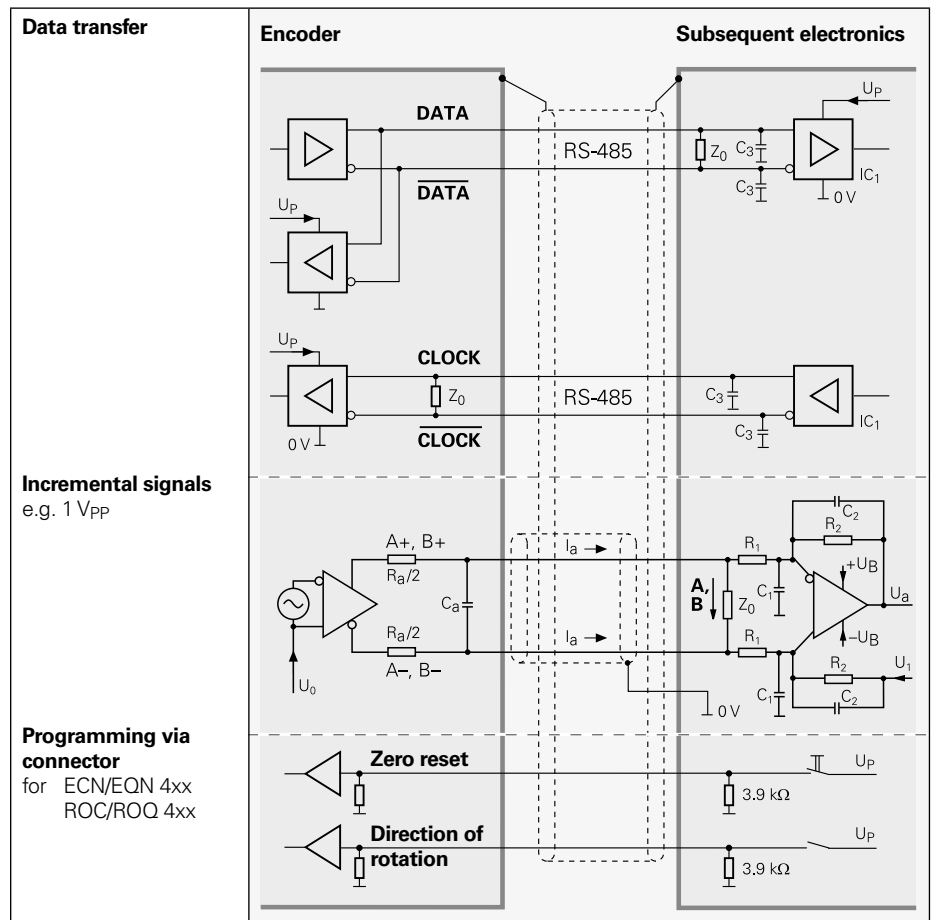 Data transfer
Encoder
Subsequent electronics
DATA
RS-485
Z0
C3
UP
IC1
DATA
C3
0 V
UP
UP
CLOCK
Z0
RS-485
C3
IC1
0 V
CLOCK
C3
Incremental signals
e.g. 1 VPP
A+, B+
Ra/2
Ca
Ia
R1
C2
R2
+UB
A,
B
C1
Z0
Ua
Ra/2
A–, B–
Ia
R1
–UB
U0
C1
R2
U1
C2
0 V
Programming via
connector
for ECN/EQN 4xx
ROC/ROQ 4xx
Zero reset
UP
3.9 kΩ
Direction of
rotation
UP
3.9 kΩ